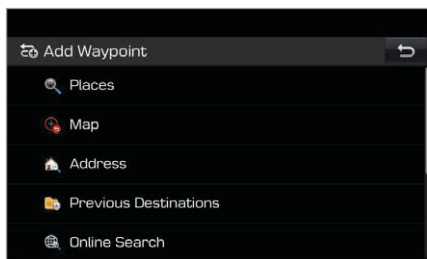 Add Waypoint
Places
Map
Address
Previous Destinations
Online Search